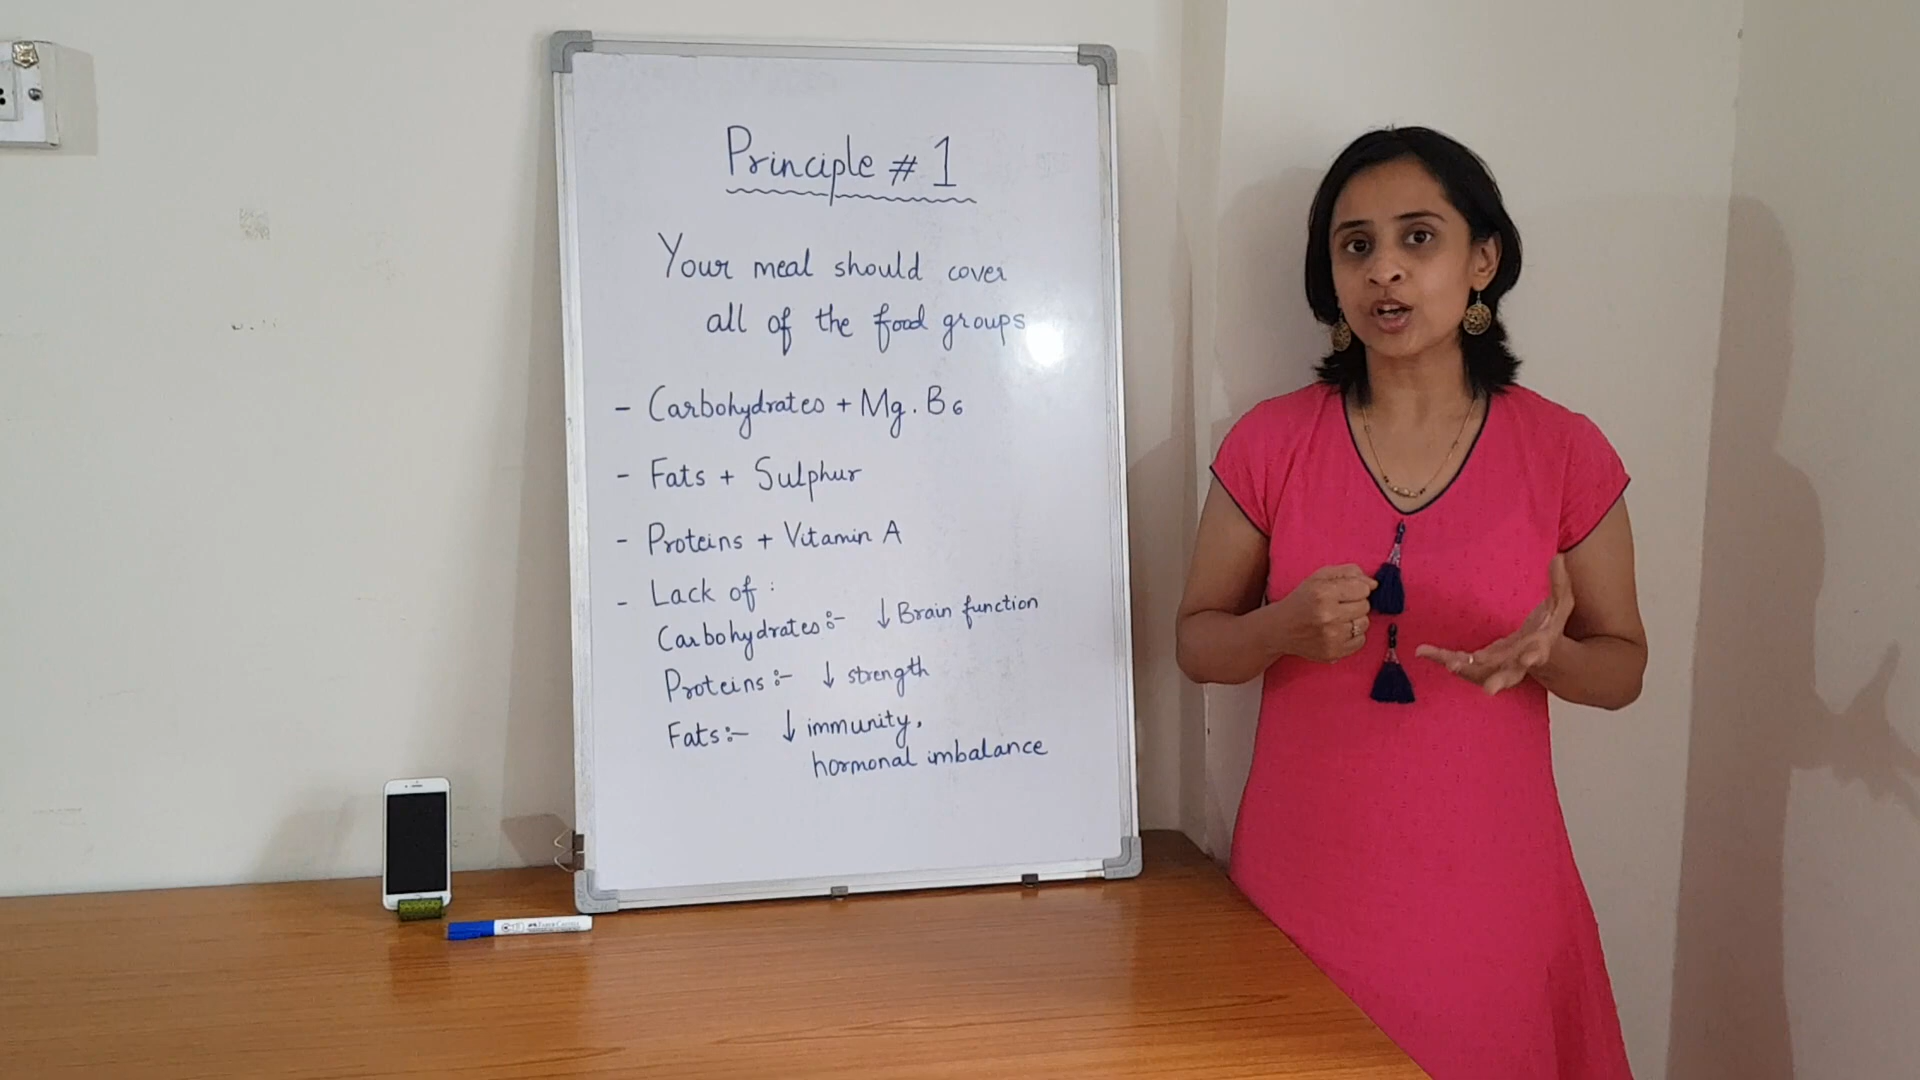 Principle # 1
Your meal should cover
all of the food groups
- Carbohydrates + Mg. B6
- Fats + Sulphur
- Proteins + Vitamin A
- Lack of :
Carbohydrates :- ↓ Brain function
Proteins :- ↓ strength
Fats :- ↓ immunity,
hormonal imbalance